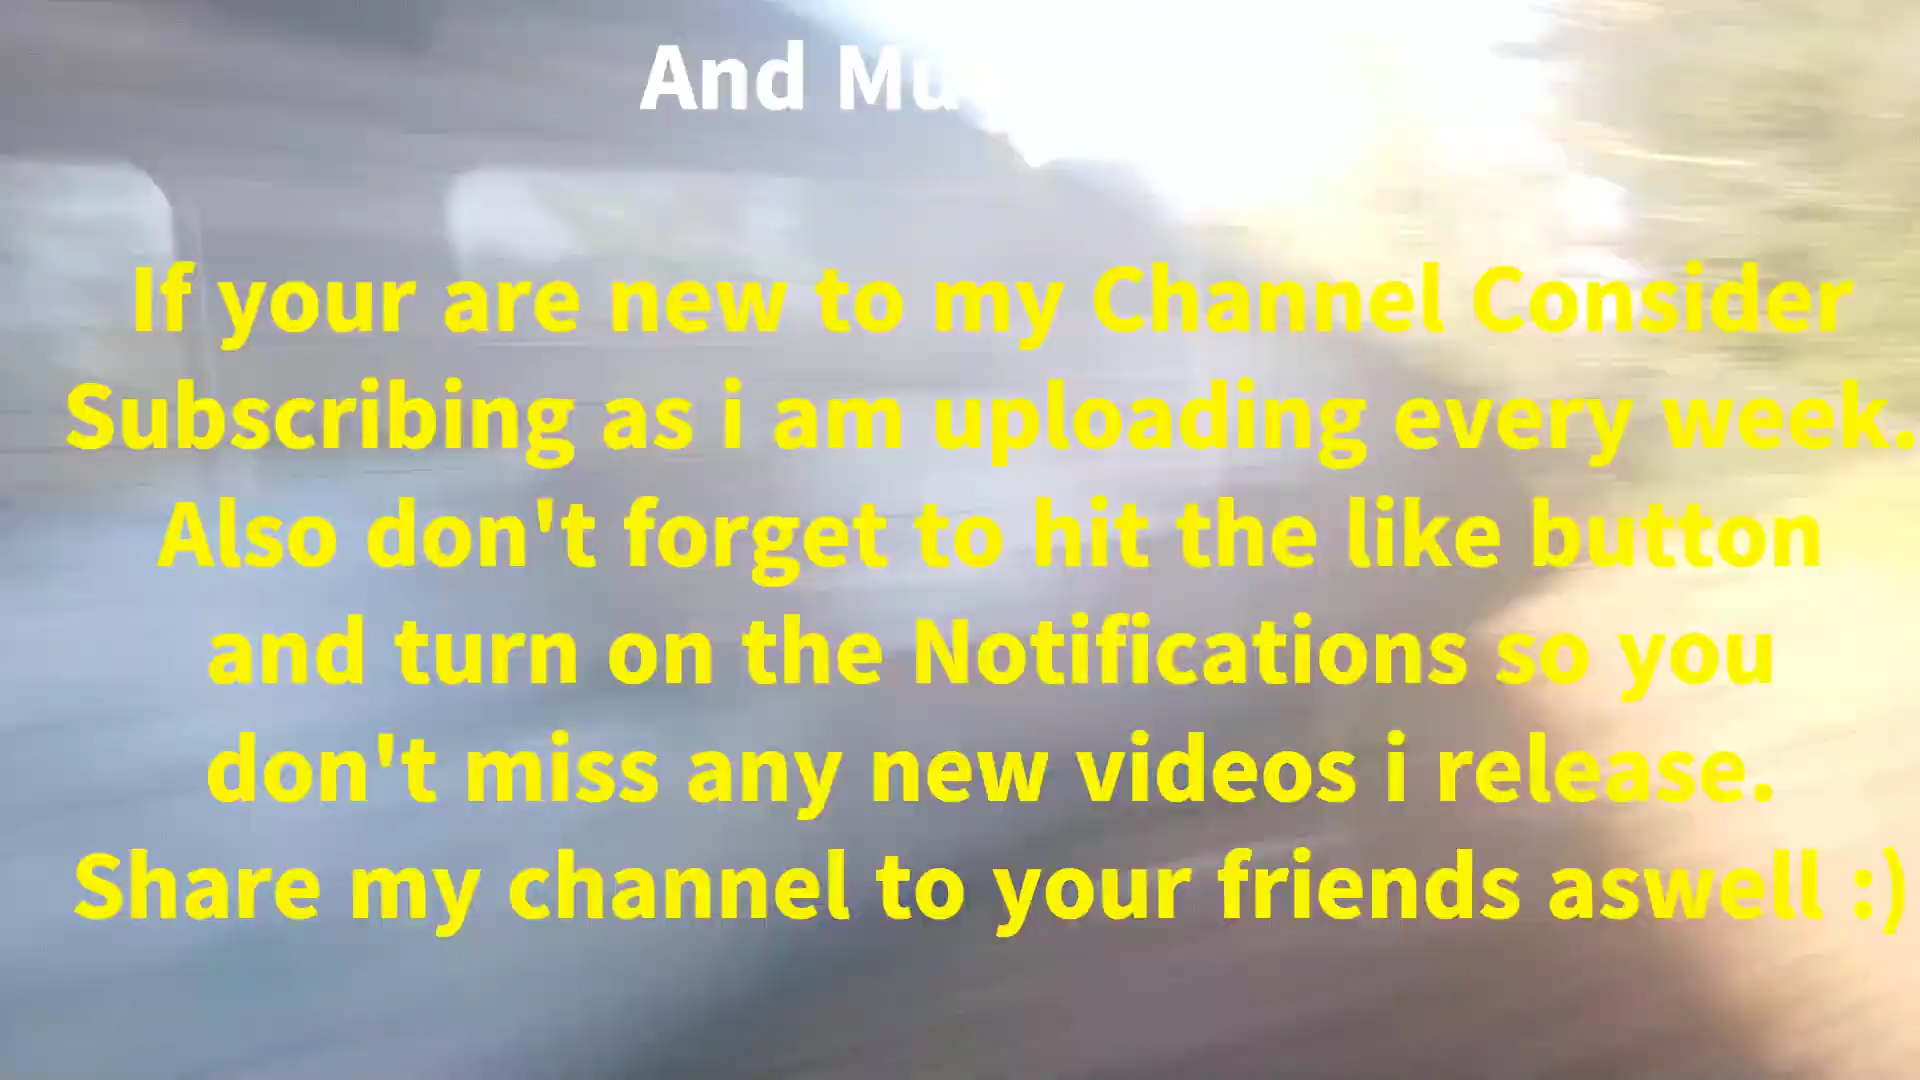 And
If your are new to my Channel Consider
Subscribing as i am uploading every week.
Also don't forget to hit the like button
and turn on the Notifications so you
don't miss any new videos i release.
Share my channel to your friends aswell :)